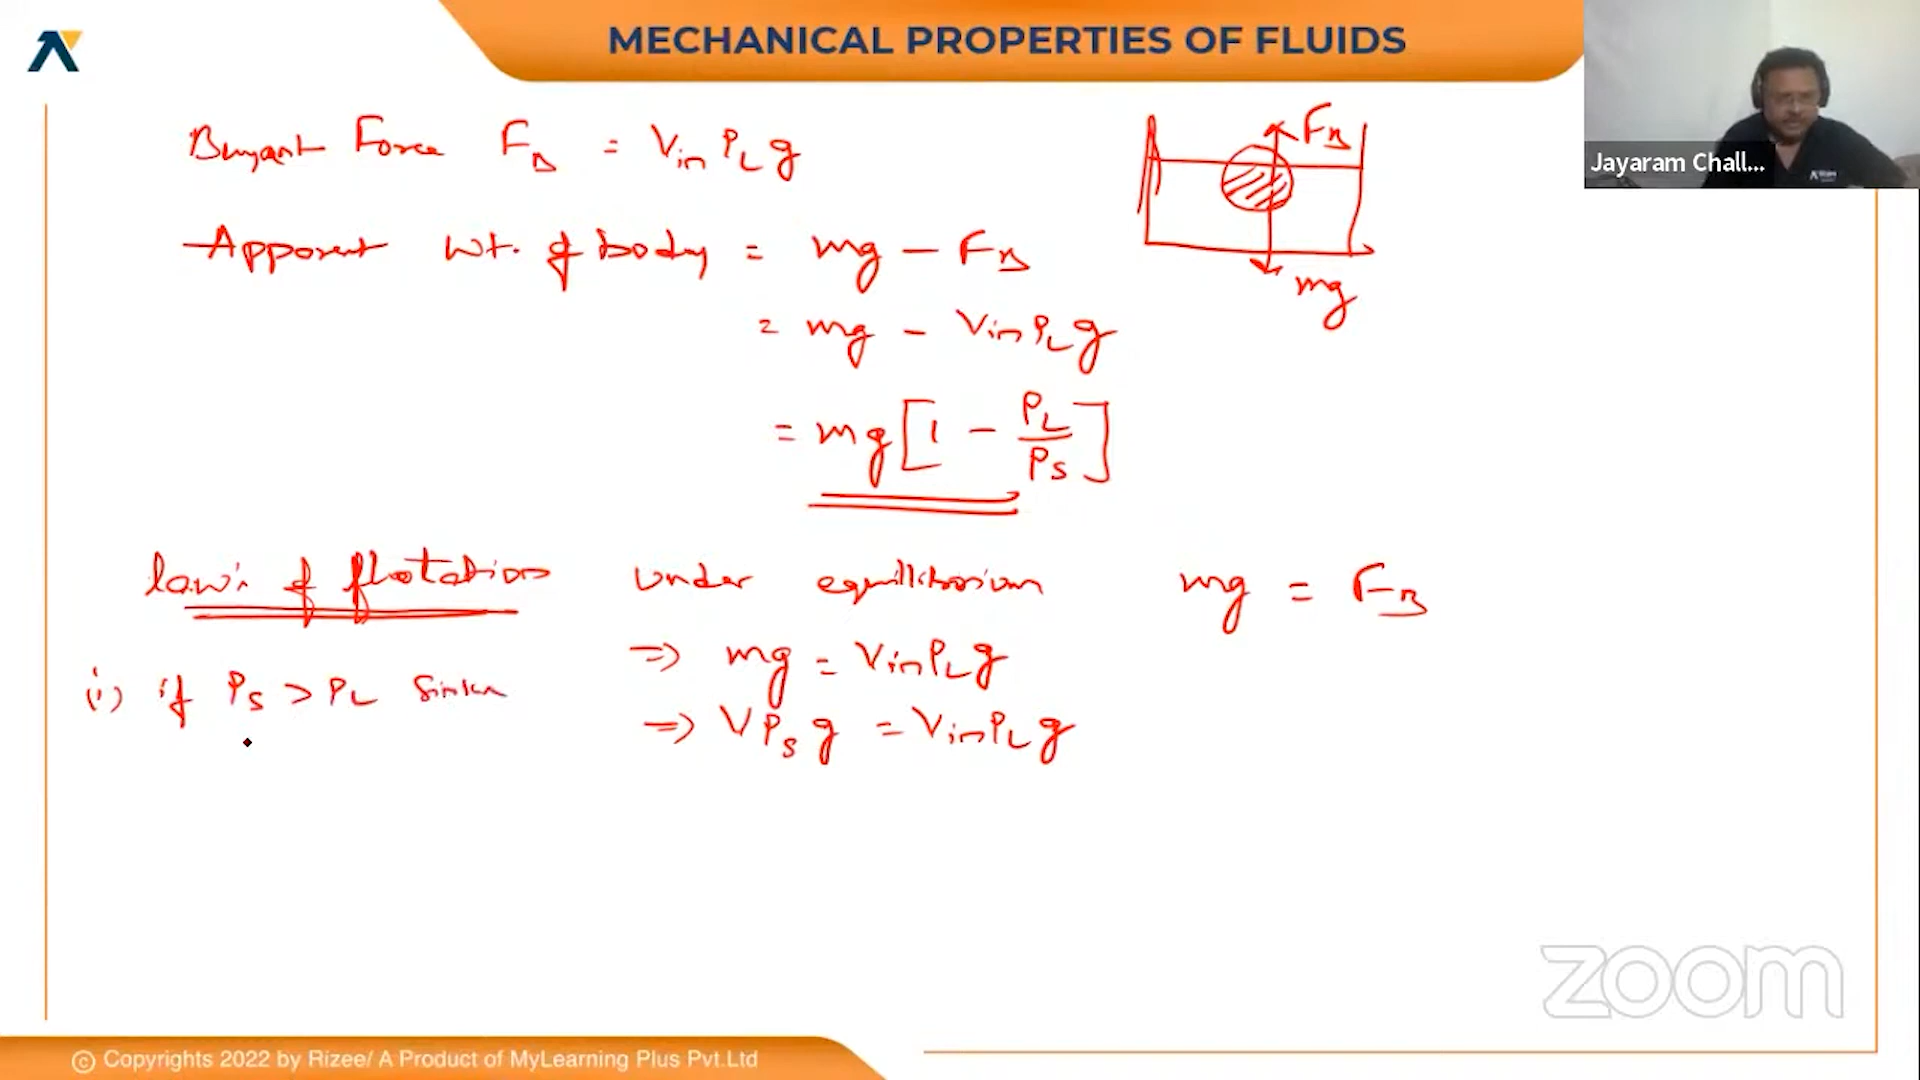 MECHANICAL PROPERTIES OF FLUIDS
Jayaram Chall...
Buyant Force F_B = V_in ρ_L g
F_B
mg
Apparent wt. of body = mg - F_B
= mg - V_in ρ_L g
= mg [1 - ρ_L/ρ_S]
law's of flotation under equilibrium mg = F_B
⇒ mg = V_in ρ_L g
(i) if ρ_S > ρ_L sinks
⇒ V ρ_S g = V_in ρ_L g
zoom
© Copyrights 2022 by Rizee/ A Product of MyLearning Plus Pvt.Ltd